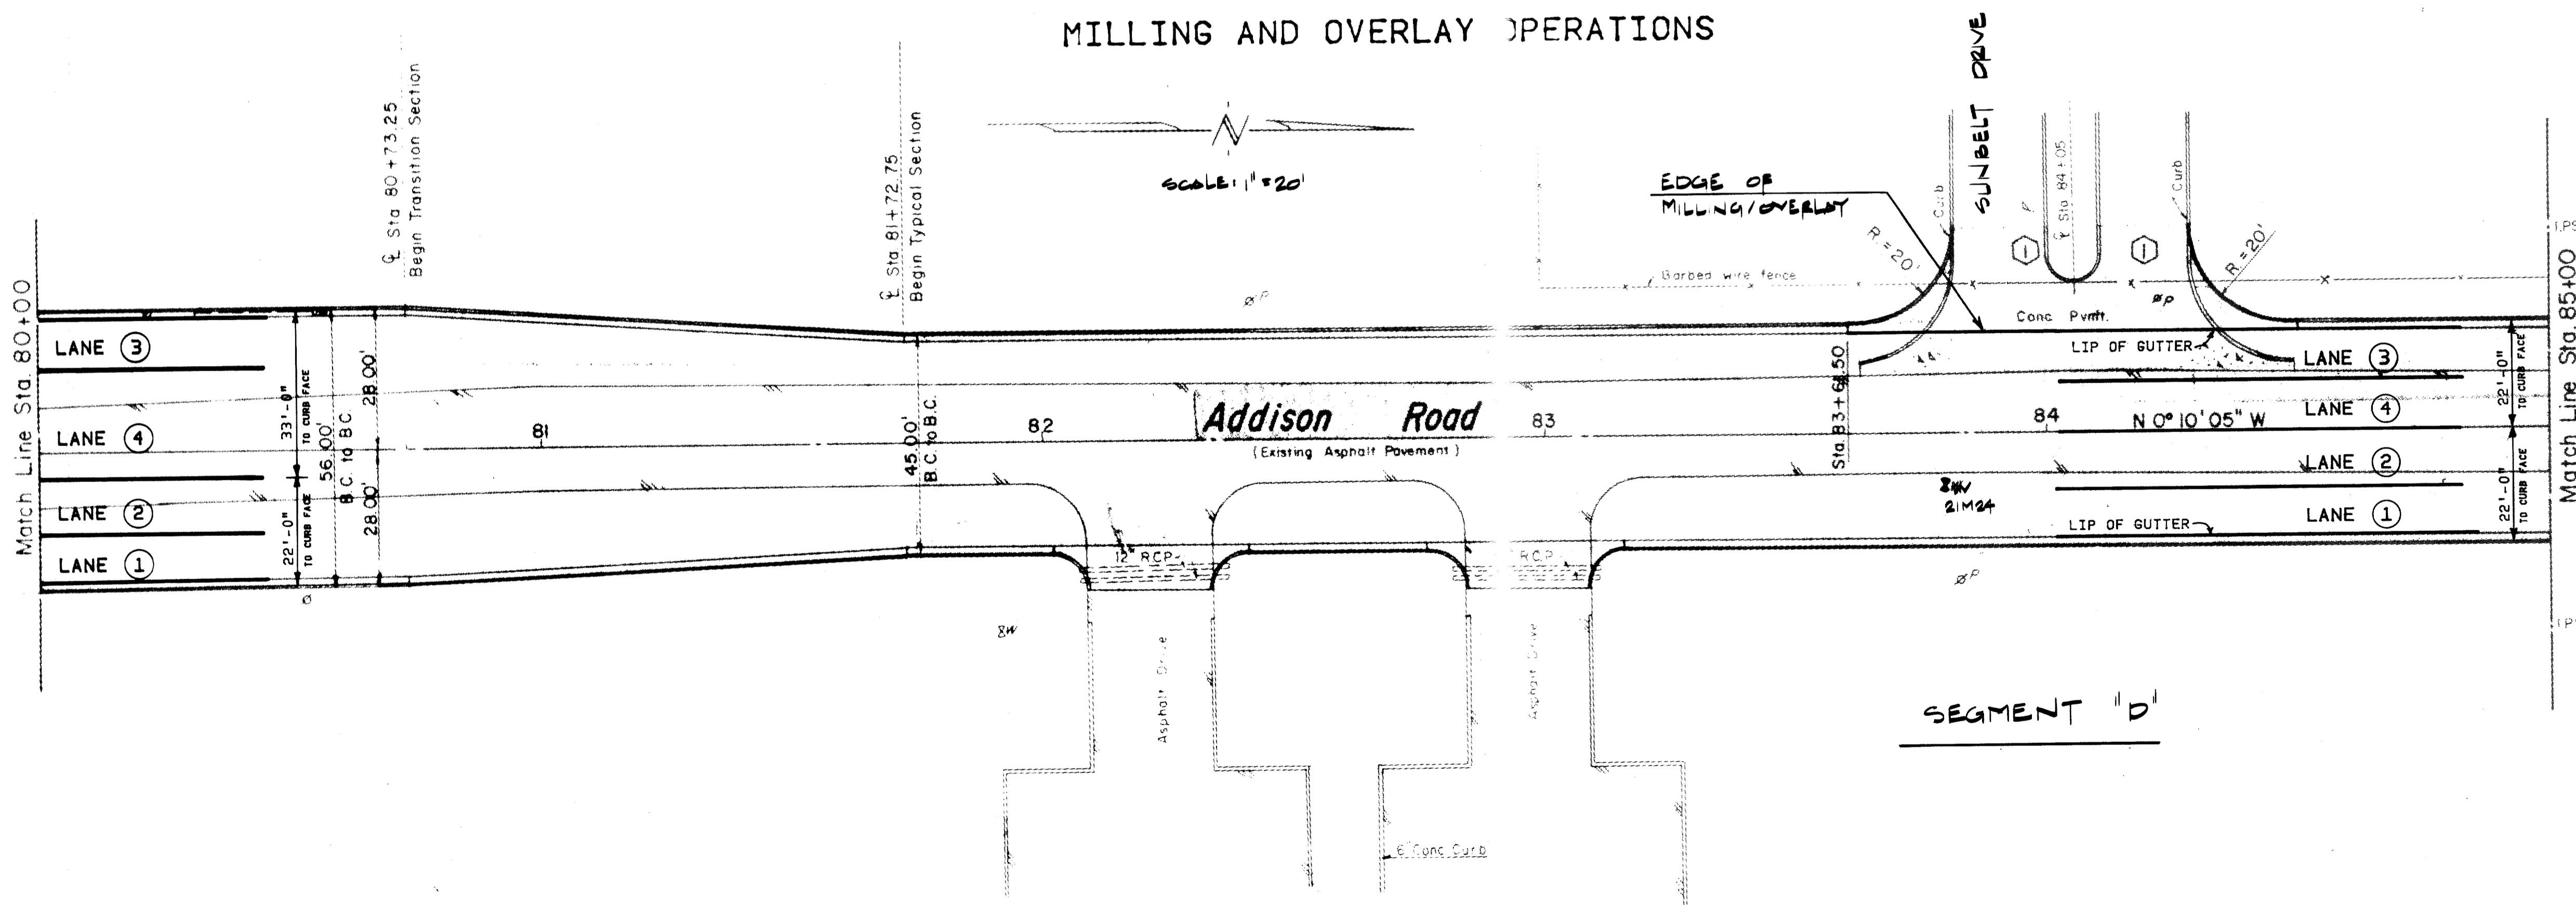 MILLING AND OVERLAY OPERATIONS
SUNBELT DRIVE
℄ Sta 80+73.25
Begin Transition Section
℄ Sta 81+72.75
Begin Typical Section
N
SCALE: 1"=20'
EDGE OF
MILLING/OVERLAY
Curb
P
℄ Sta 84+05
Curb
R=20'
1
1
R=20'
Barbed wire fence
P
P
Conc Pvmt.
LIP OF GUTTER
Match Line Sta. 80+00
LANE 3
LANE 4
LANE 2
LANE 1
33'-0"
TO CURB FACE
22'-0"
TO CURB FACE
56.00'
B.C. to B.C.
28.00'
28.00'
81
45.00'
B.C. to B.C.
82
Addison Road
(Existing Asphalt Pavement)
83
Sta. 83+61.50
84
N 0° 10' 05" W
LANE 3
LANE 4
LANE 2
LANE 1
22'-0"
TO CURB FACE
22'-0"
TO CURB FACE
Match Line Sta. 85+00
21M24
LIP OF GUTTER
12" RCP
RCP
P
8W
Asphalt Drive
Asphalt Drive
6" Conc Curb
SEGMENT "D"